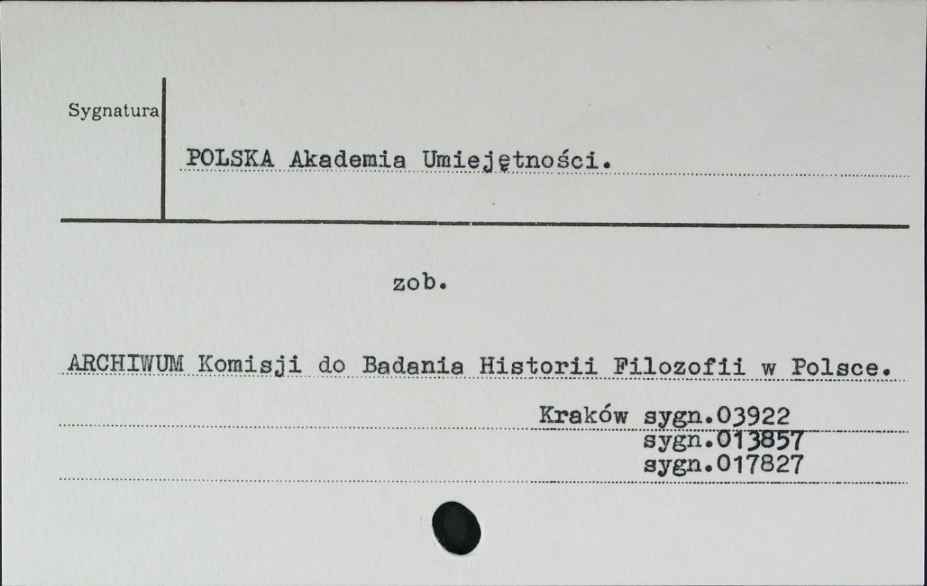 Sygnatura
POLSKA Akademia Umiejętności.
zob.
ARCHIWUM Komisji do Badania Historii Filozofii w Polsce.
Kraków sygn.03922
sygn.013857
sygn.017827